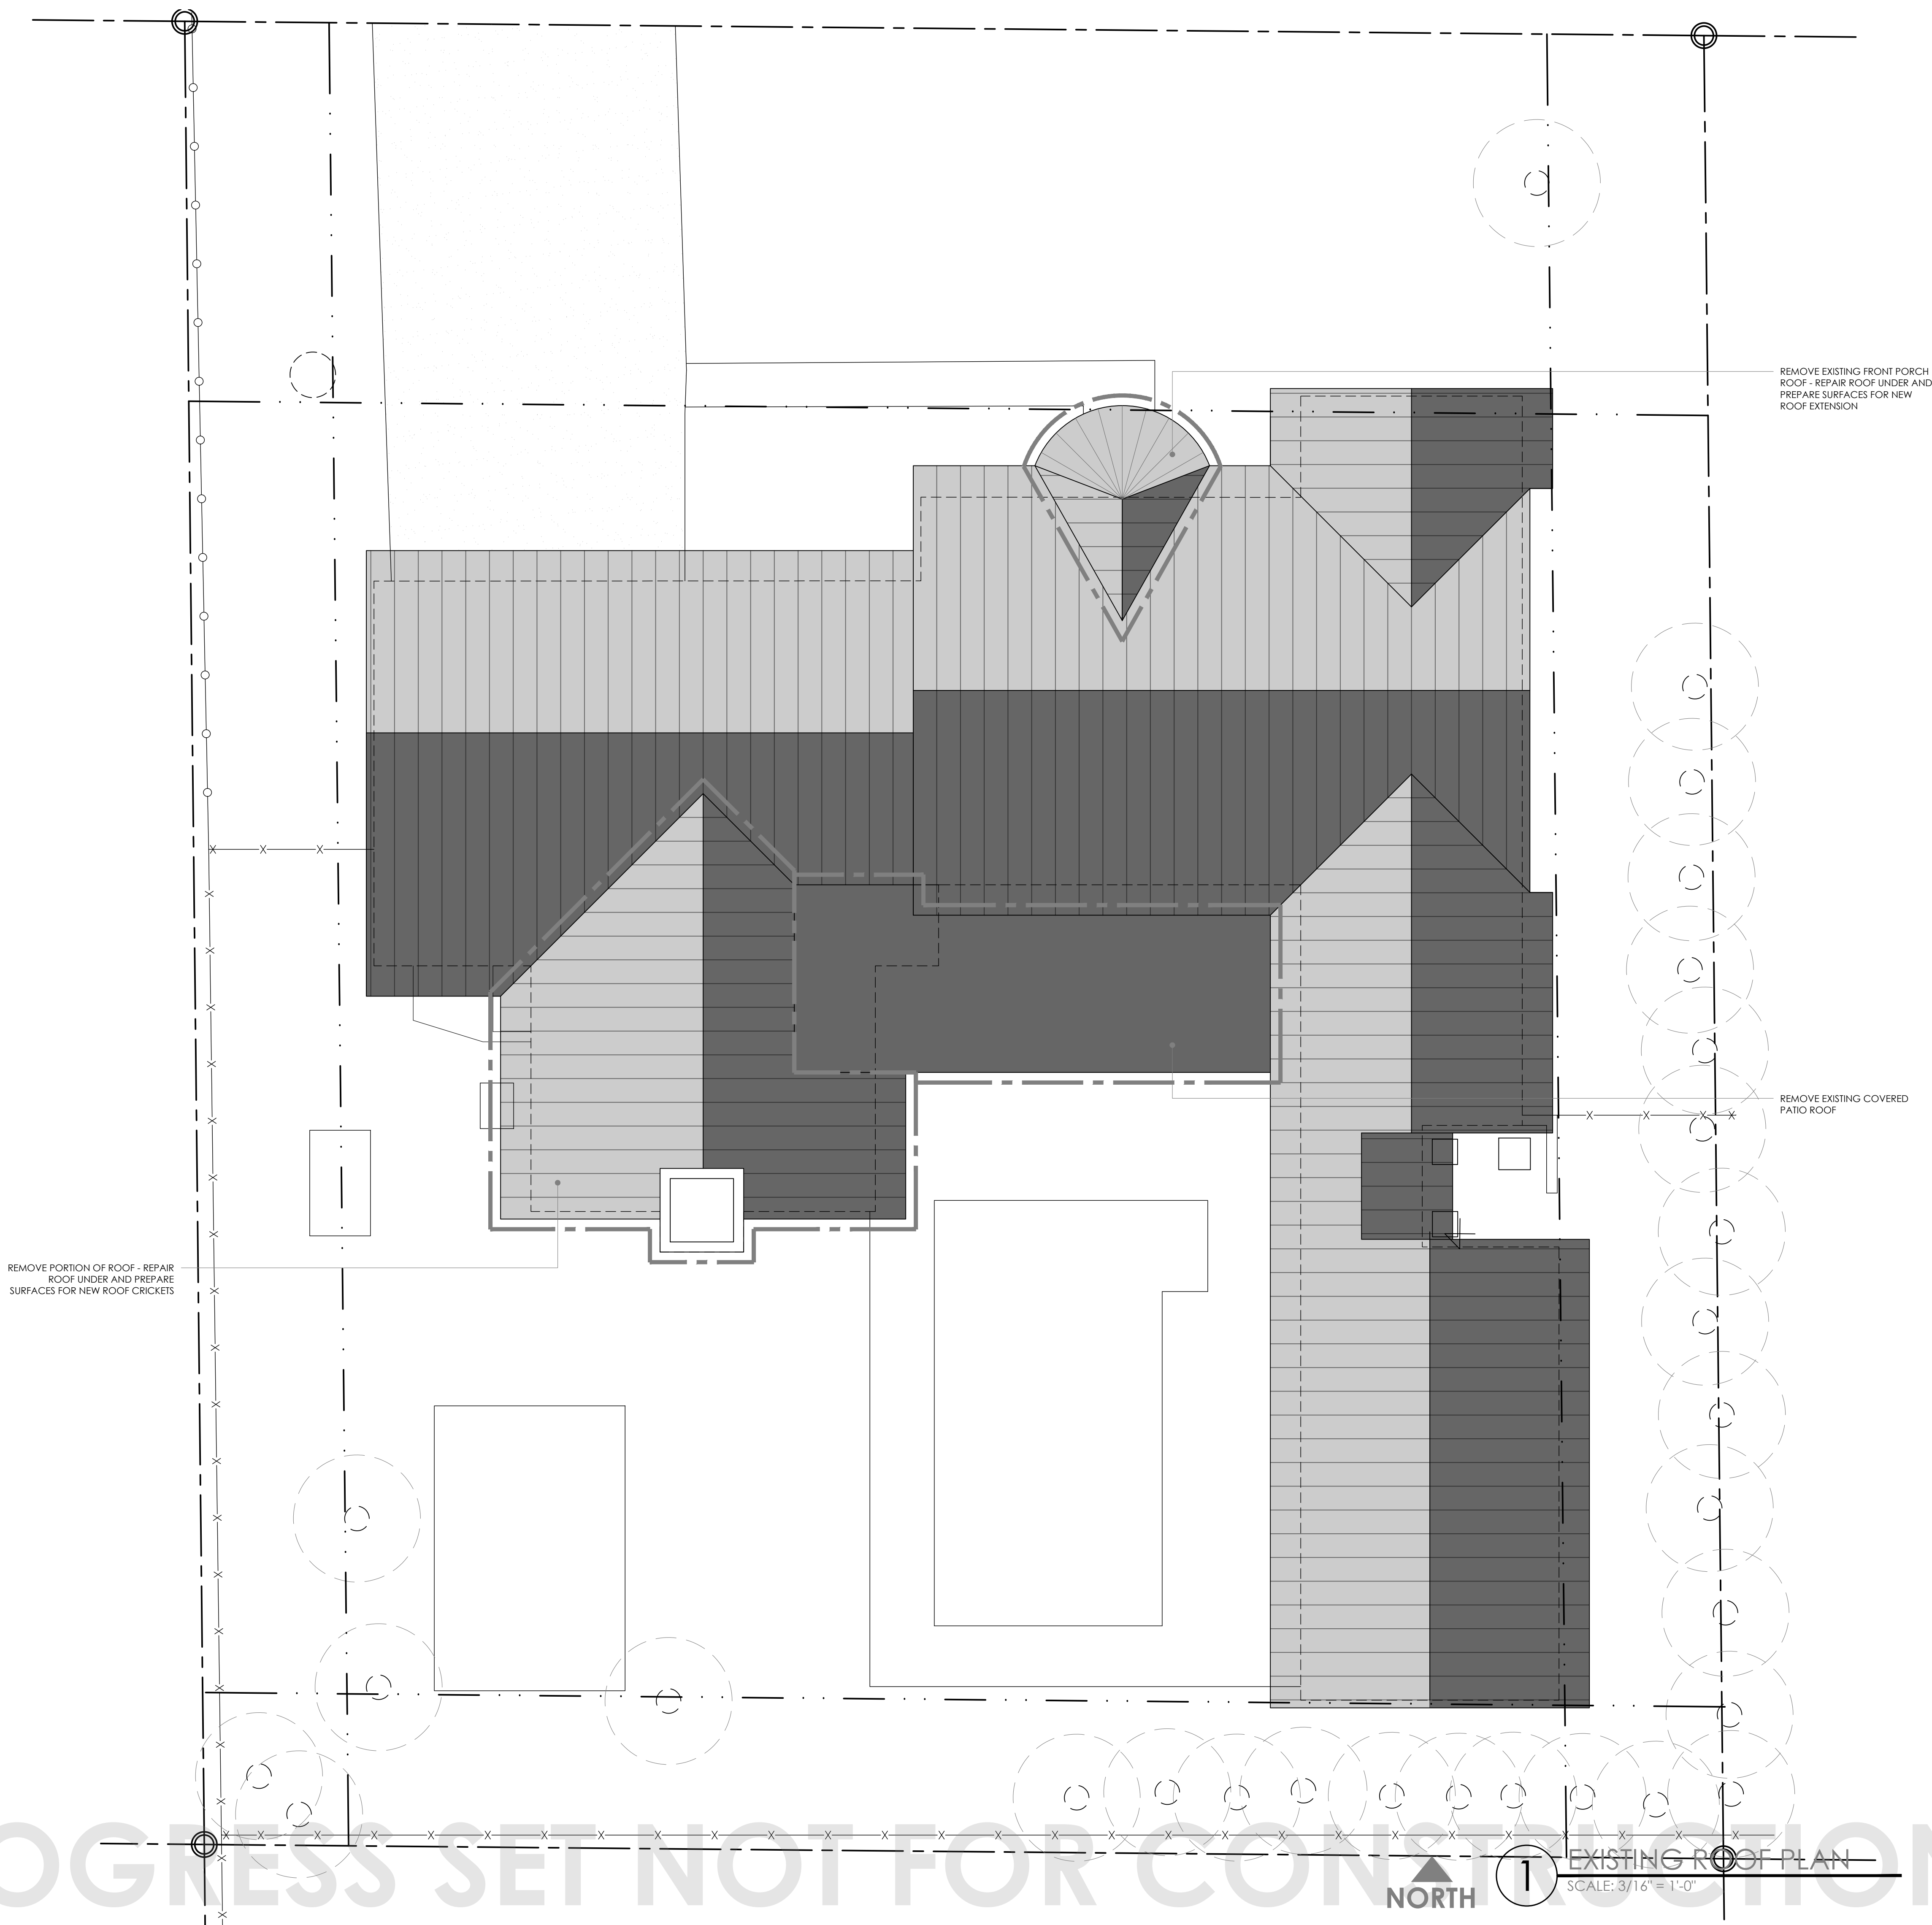 REMOVE EXISTING FRONT PORCH
ROOF - REPAIR ROOF UNDER AND
PREPARE SURFACES FOR NEW
ROOF EXTENSION
REMOVE EXISTING COVERED
PATIO ROOF
REMOVE PORTION OF ROOF - REPAIR
ROOF UNDER AND PREPARE
SURFACES FOR NEW ROOF CRICKETS
OGRESS SET NOT FOR CONSTRUCTION
NORTH
1
EXISTING ROOF PLAN
SCALE: 3/16" = 1'-0"